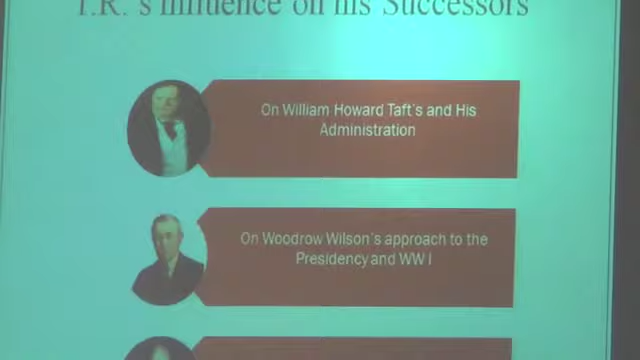 T.R.'s Influence on his Successors
On William Howard Taft's and His
Administration
On Woodrow Wilson's approach to the
Presidency and WW I